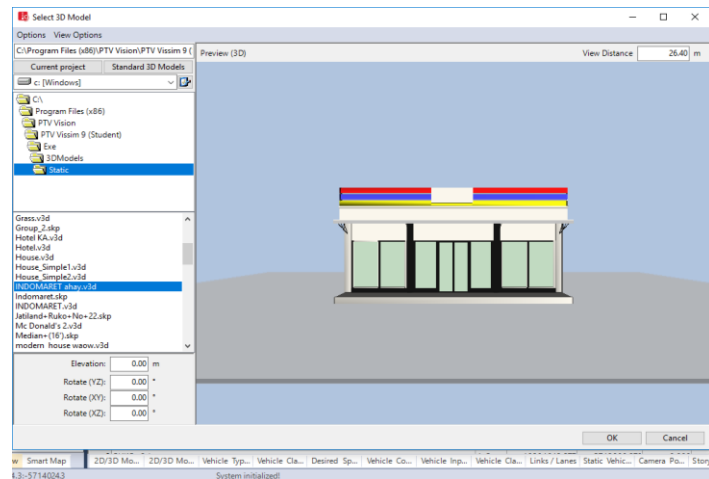 Select 3D Model
Options View Options
C:\Program Files (x86)\PTV Vision\PTV Vissim 9 (
Preview (3D)
View Distance 26.40 m
Current project Standard 3D Models
c: [Windows]
C:\
Program Files (x86)
PTV Vision
PTV Vissim 9 (Student)
Exe
3DModels
Static
Grass.v3d
Group_2.skp
Hotel KA.v3d
Hotel.v3d
House.v3d
House_Simple1.v3d
House_Simple2.v3d
INDOMARET ahay.v3d
Indomaret.skp
INDOMARET.v3d
Jatiland+Ruko+No+22.skp
Mc Donald's 2.v3d
Median+(16').skp
modern house waow.v3d
Elevation: 0.00 m
Rotate (YZ): 0.00 °
Rotate (XY): 0.00 °
Rotate (XZ): 0.00 °
OK Cancel
w Smart Map 2D/3D Mo... 2D/3D Mo... Vehicle Typ... Vehicle Cla... Desired Sp... Vehicle Co... Vehicle Inp... Vehicle Cla... Links / Lanes Static Vehic... Camera Po... Story
4.3:-57140243 System initialized!